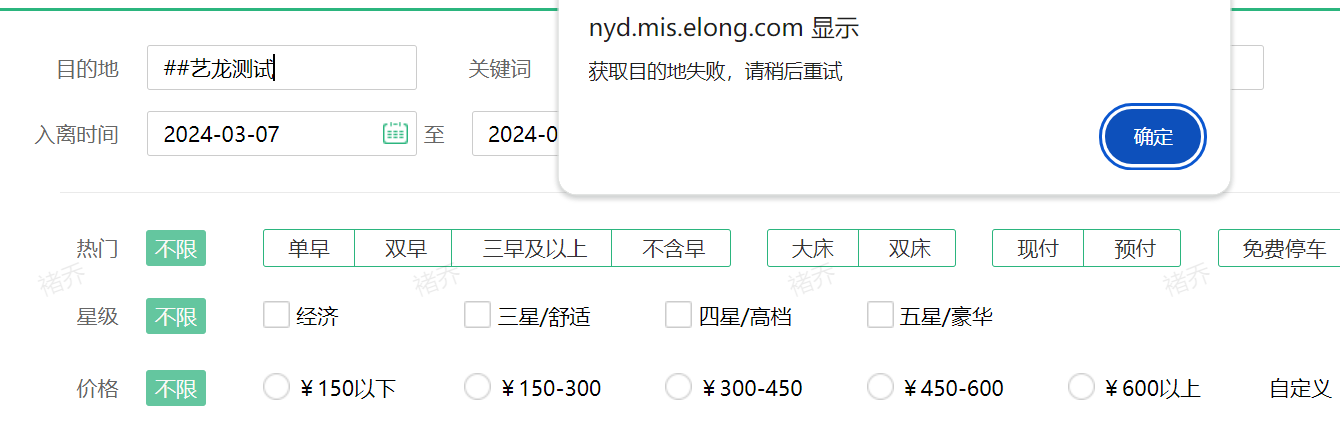 nyd.mis.elong.com 显示
获取目的地失败，请稍后重试
确定
目的地 ##艺龙测试 关键词
入离时间 2024-03-07 至 2024-0
热门 不限 单早 双早 三早及以上 不含早 大床 双床 现付 预付 免费停车
褚乔 褚乔 褚乔 褚乔
星级 不限 经济 三星/舒适 四星/高档 五星/豪华
价格 不限 ¥150以下 ¥150-300 ¥300-450 ¥450-600 ¥600以上 自定义